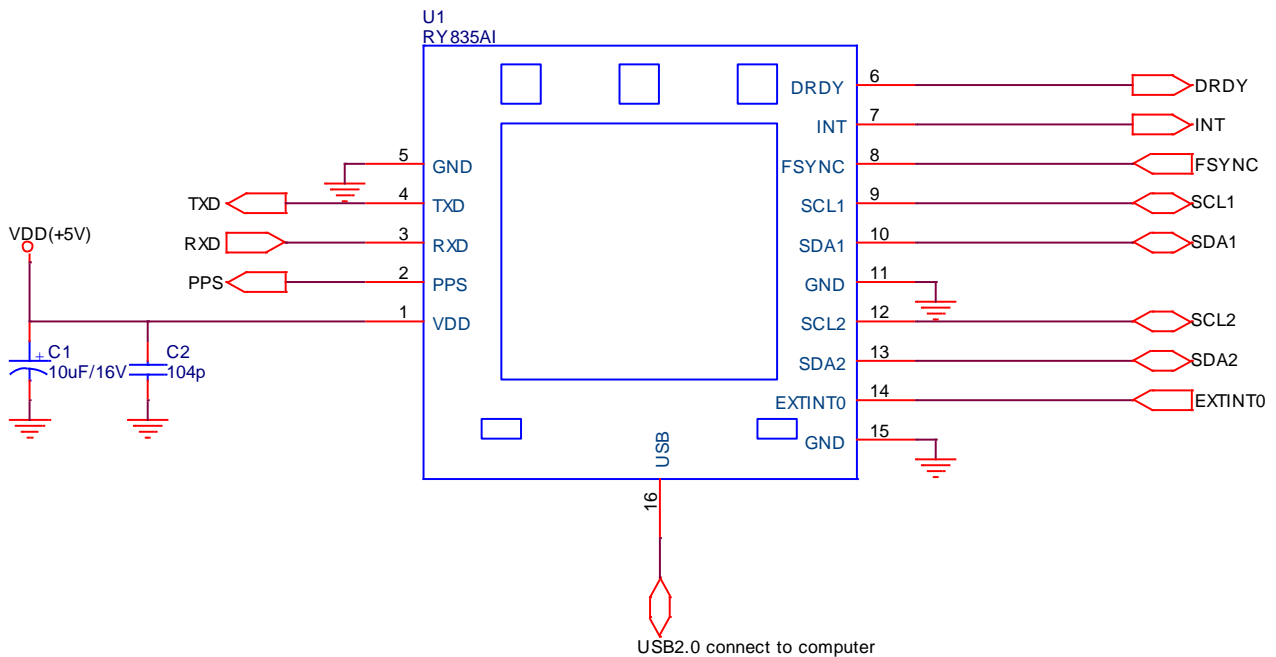 U1
RY835AI
DRDY 6 DRDY
INT 7 INT
5 GND FSYNC 8 FSYNC
TXD 4 TXD SCL1 9 SCL1
VDD(+5V) RXD 3 RXD SDA1 10 SDA1
PPS 2 PPS GND 11
1 VDD SCL2 12 SCL2
+ C1 C2 SDA2 13 SDA2
10uF/16V 104p
EXTINT0 14 EXTINT0
GND 15
USB
16
USB2.0 connect to computer